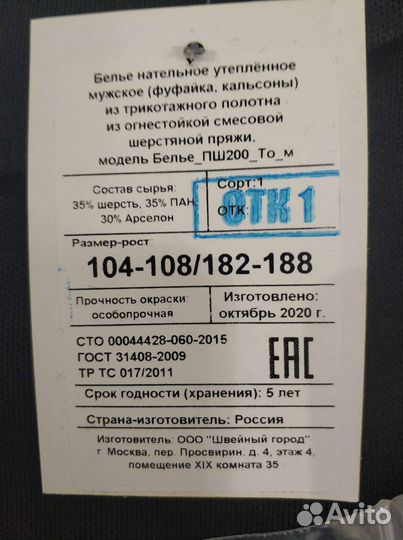 Белье нательное утеплённое
мужское (фуфайка, кальсоны)
из трикотажного полотна
из огнестойкой смесовой
шерстяной пряжи,
модель Белье_ПШ200_То_м
Состав сырья:
35% шерсть, 35% ПАН
30% Арселон
Сорт:1
ОТК:
ОТК 1
Размер-рост:
104-108/182-188
Прочность окраски:
особопрочная
Изготовлено:
октябрь 2020 г.
СТО 00044428-060-2015
ГОСТ 31408-2009
ТР ТС 017/2011
ЕАС
Срок годности (хранения): 5 лет
Страна-изготовитель: Россия
Изготовитель: ООО "Швейный город"
г. Москва, пер. Просвирин. д. 4, этаж 4,
помещение XIX комната 35
Avito